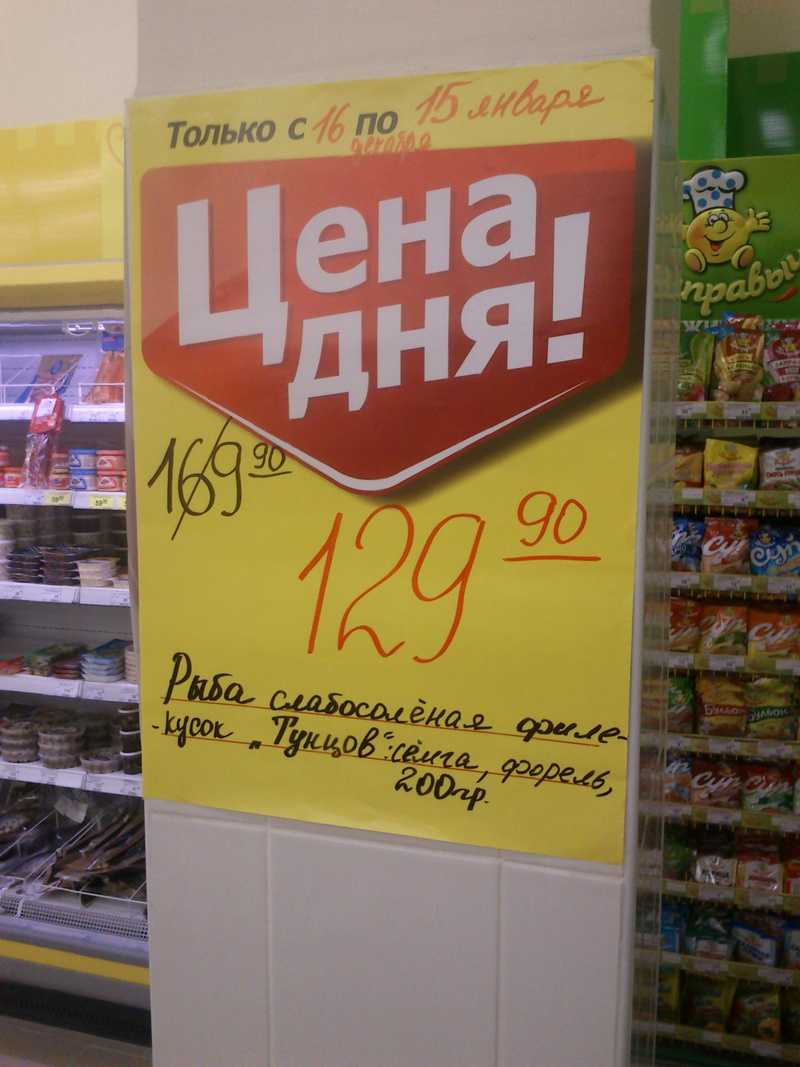 Только с 16 по 15 января
декабря
Цена
дня!
169 90
129 90
Рыба слабосолёная филе-
-кусок „Тунцов“: сёмга, форель,
200гр.